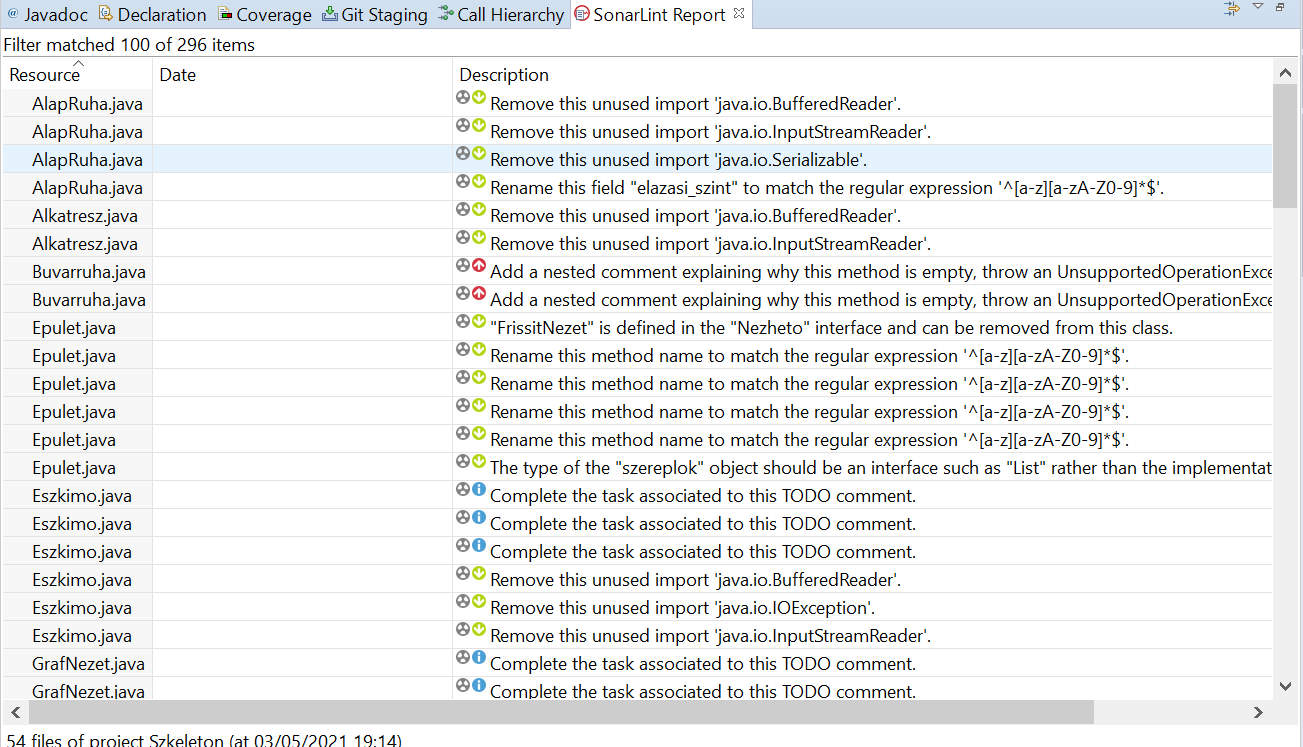 @ Javadoc Declaration Coverage Git Staging Call Hierarchy SonarLint Report
Filter matched 100 of 296 items
Resource Date Description
AlapRuha.java Remove this unused import 'java.io.BufferedReader'.
AlapRuha.java Remove this unused import 'java.io.InputStreamReader'.
AlapRuha.java Remove this unused import 'java.io.Serializable'.
AlapRuha.java Rename this field "elazasi_szint" to match the regular expression '^[a-z][a-zA-Z0-9]*$'.
Alkatresz.java Remove this unused import 'java.io.BufferedReader'.
Alkatresz.java Remove this unused import 'java.io.InputStreamReader'.
Buvarruha.java Add a nested comment explaining why this method is empty, throw an UnsupportedOperationExce
Buvarruha.java Add a nested comment explaining why this method is empty, throw an UnsupportedOperationExce
Epulet.java "FrissitNezet" is defined in the "Nezheto" interface and can be removed from this class.
Epulet.java Rename this method name to match the regular expression '^[a-z][a-zA-Z0-9]*$'.
Epulet.java Rename this method name to match the regular expression '^[a-z][a-zA-Z0-9]*$'.
Epulet.java Rename this method name to match the regular expression '^[a-z][a-zA-Z0-9]*$'.
Epulet.java Rename this method name to match the regular expression '^[a-z][a-zA-Z0-9]*$'.
Epulet.java The type of the "szereplok" object should be an interface such as "List" rather than the implementat
Eszkimo.java Complete the task associated to this TODO comment.
Eszkimo.java Complete the task associated to this TODO comment.
Eszkimo.java Complete the task associated to this TODO comment.
Eszkimo.java Remove this unused import 'java.io.BufferedReader'.
Eszkimo.java Remove this unused import 'java.io.IOException'.
Eszkimo.java Remove this unused import 'java.io.InputStreamReader'.
GrafNezet.java Complete the task associated to this TODO comment.
GrafNezet.java Complete the task associated to this TODO comment.
54 files of project Szkeleton (at 03/05/2021 19:14)